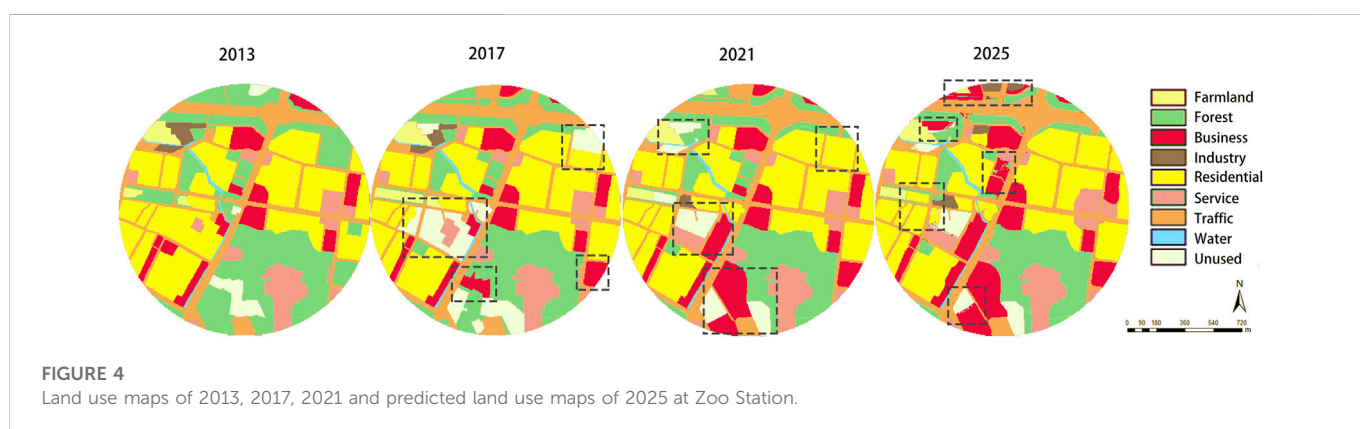 2013 2017 2021 2025
Farmland
Forest
Business
Industry
Residential
Service
Traffic
Water
Unused
N
0 90 180 360 540 720
m
FIGURE 4
Land use maps of 2013, 2017, 2021 and predicted land use maps of 2025 at Zoo Station.